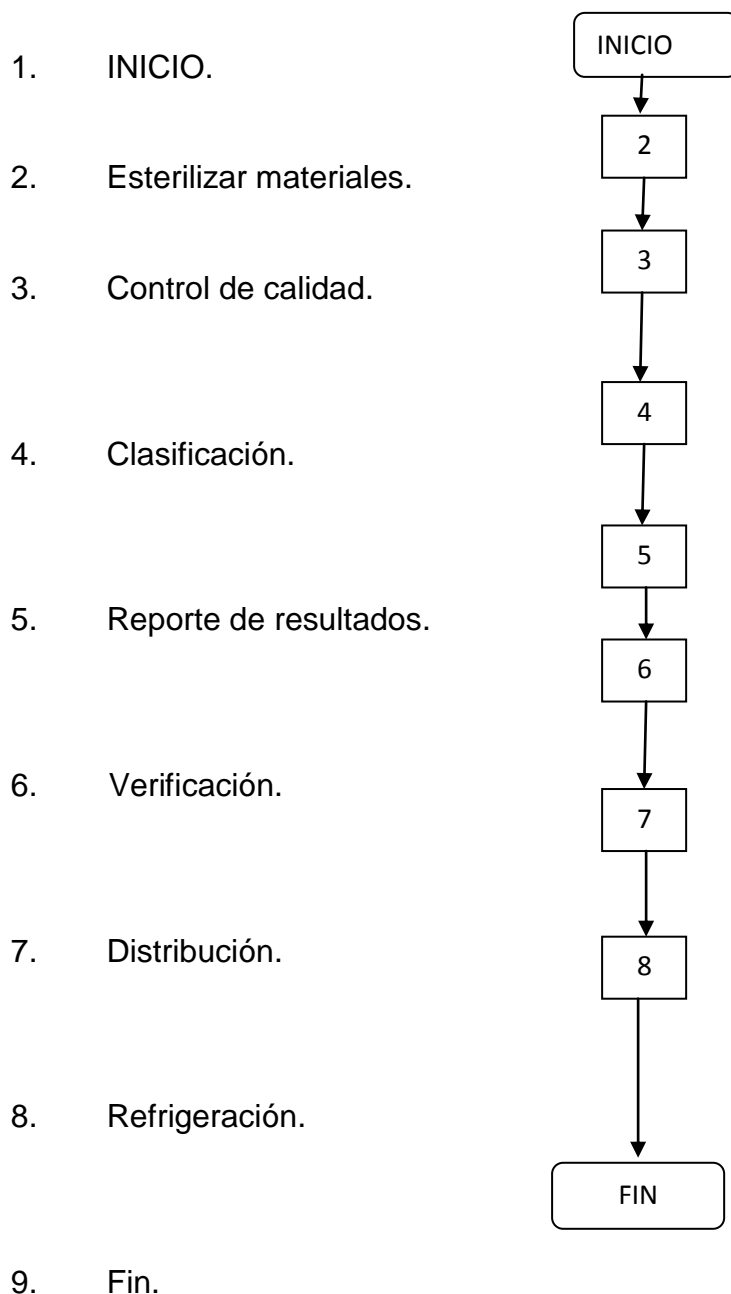 1. INICIO.
2. Esterilizar materiales.
3. Control de calidad.
4. Clasificación.
5. Reporte de resultados.
6. Verificación.
7. Distribución.
8. Refrigeración.
9. Fin.
INICIO
2
3
4
5
6
7
8
FIN